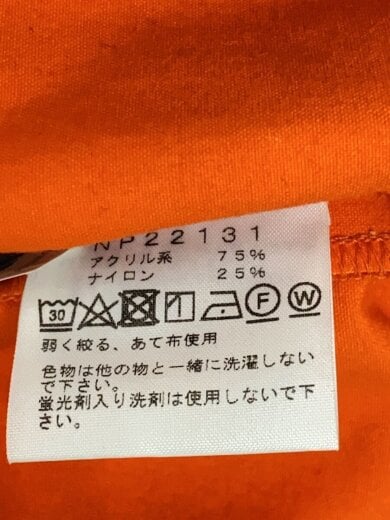 NP22131
アクリル系 75%
ナイロン 25%
30 F W
弱く絞る、あて布使用
色物は他の物と一緒に洗濯しない
で下さい。
蛍光剤入り洗剤は使用しないで下
さい。